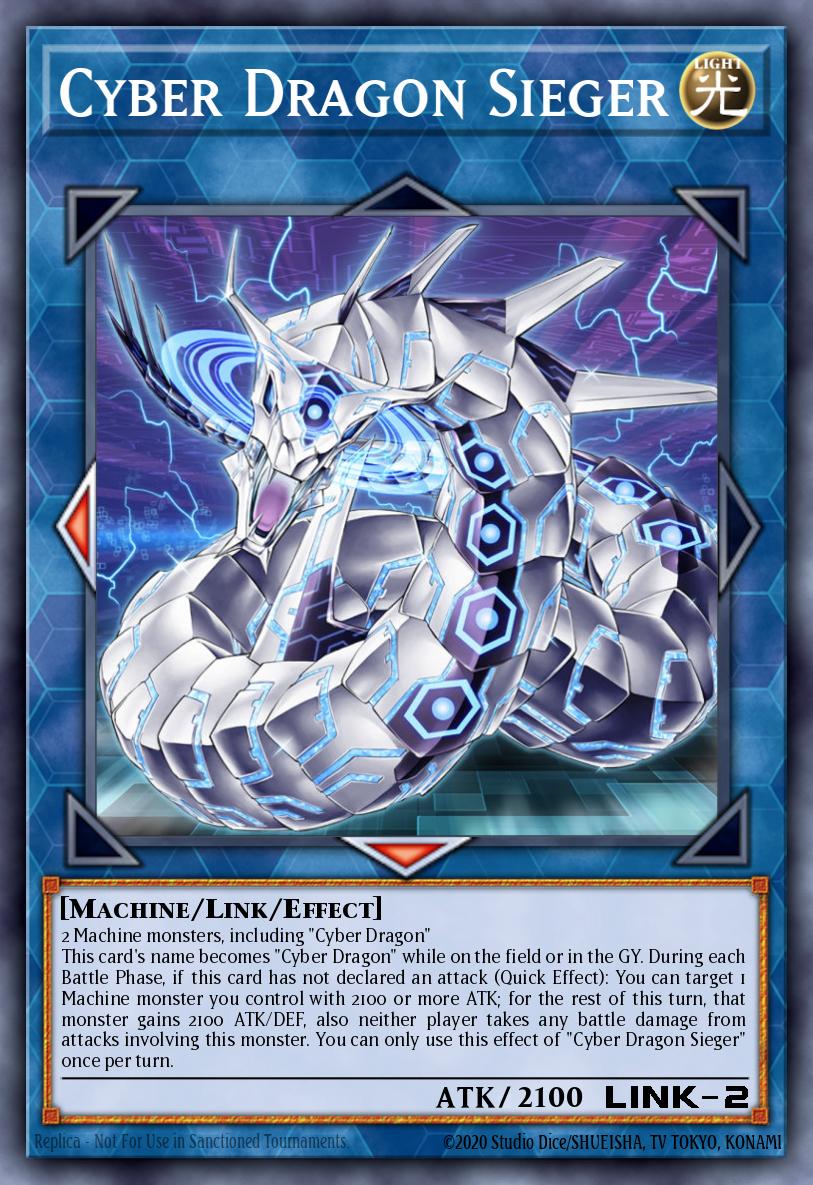 Cyber Dragon Sieger
LIGHT
光
[Machine/Link/Effect]
2 Machine monsters, including "Cyber Dragon"
This card's name becomes "Cyber Dragon" while on the field or in the GY. During each
Battle Phase, if this card has not declared an attack (Quick Effect): You can target 1
Machine monster you control with 2100 or more ATK; for the rest of this turn, that
monster gains 2100 ATK/DEF, also neither player takes any battle damage from
attacks involving this monster. You can only use this effect of "Cyber Dragon Sieger"
once per turn.
ATK/2100 LINK-2
Replica - Not For Use in Sanctioned Tournaments.
©2020 Studio Dice/SHUEISHA, TV TOKYO, KONAMI